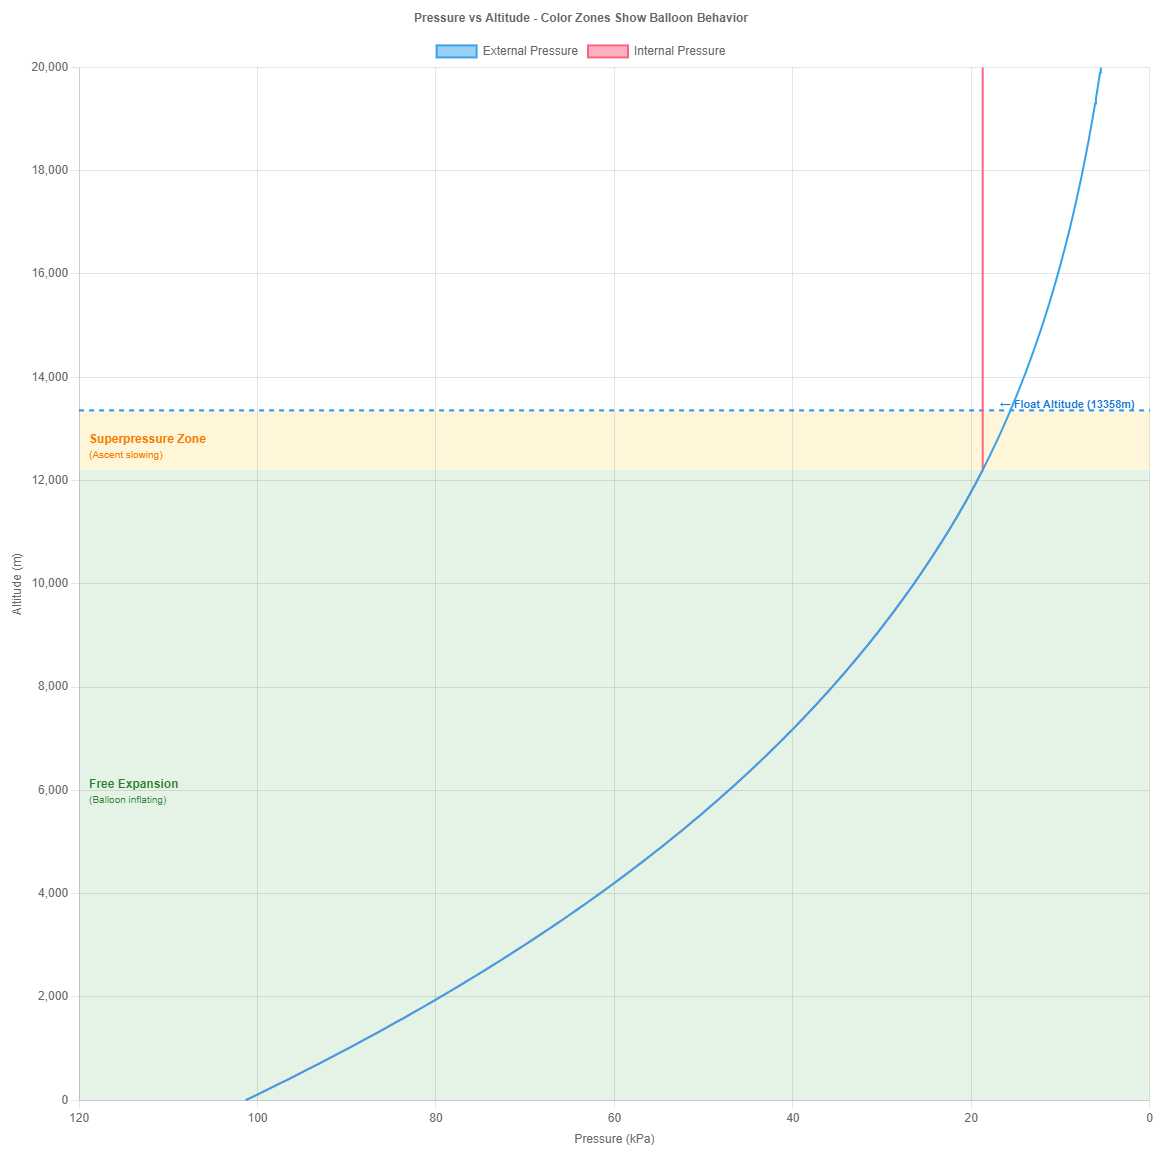 Pressure vs Altitude - Color Zones Show Balloon Behavior
External Pressure
Internal Pressure
20,000
18,000
16,000
14,000
← Float Altitude (13358m)
Superpressure Zone
(Ascent slowing)
12,000
10,000
Altitude (m)
8,000
Free Expansion
(Balloon inflating)
6,000
4,000
2,000
0
120
100
80
60
40
20
0
Pressure (kPa)